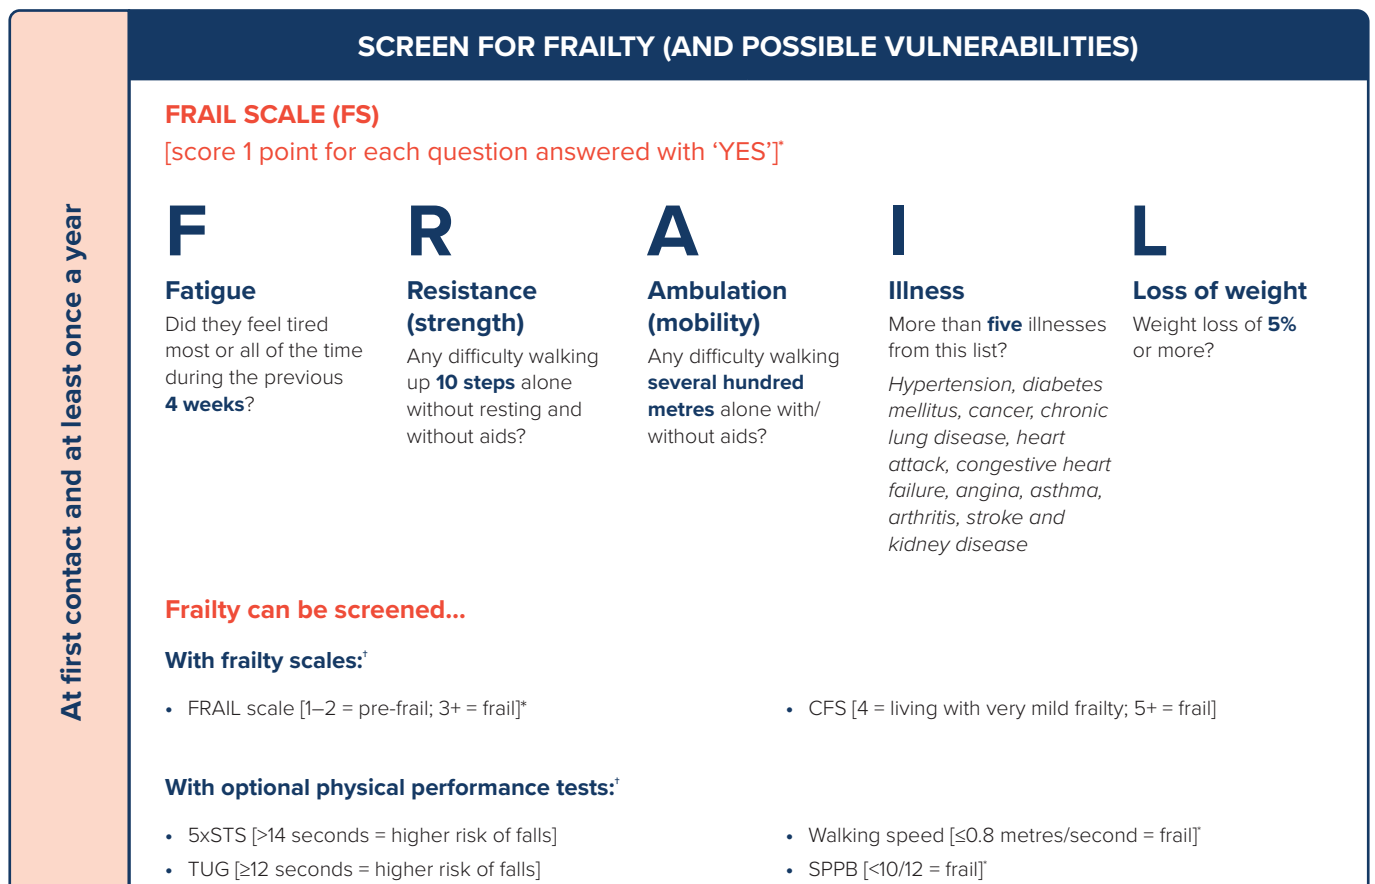 At first contact and at least once a year
SCREEN FOR FRAILTY (AND POSSIBLE VULNERABILITIES)
FRAIL SCALE (FS)
[score 1 point for each question answered with ‘YES’]*
F
Fatigue
Did they feel tired
most or all of the time
during the previous
4 weeks?
R
Resistance
(strength)
Any difficulty walking
up 10 steps alone
without resting and
without aids?
A
Ambulation
(mobility)
Any difficulty walking
several hundred
metres alone with/
without aids?
I
Illness
More than five illnesses
from this list?
Hypertension, diabetes
mellitus, cancer, chronic
lung disease, heart
attack, congestive heart
failure, angina, asthma,
arthritis, stroke and
kidney disease
L
Loss of weight
Weight loss of 5%
or more?
Frailty can be screened...
With frailty scales:†
• FRAIL scale [1–2 = pre-frail; 3+ = frail]*
• CFS [4 = living with very mild frailty; 5+ = frail]
With optional physical performance tests:†
• 5xSTS [>14 seconds = higher risk of falls]
• TUG [≥12 seconds = higher risk of falls]
• Walking speed [≤0.8 metres/second = frail]*
• SPPB [<10/12 = frail]*